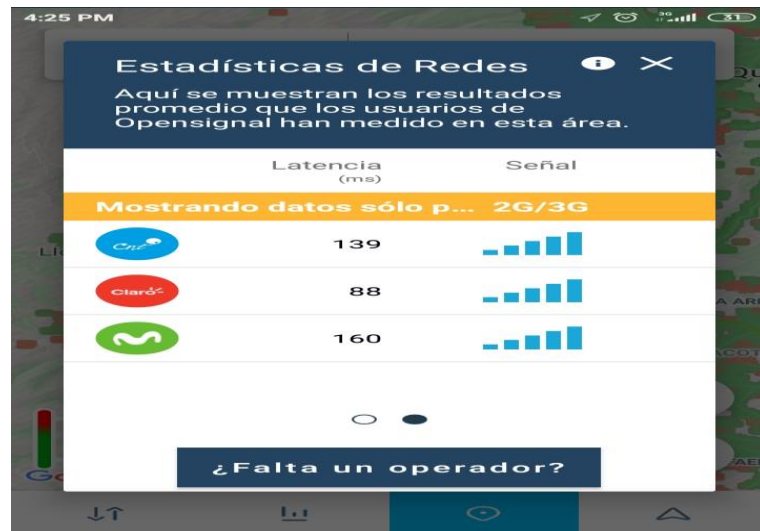 4:25 PM
3G
31
Estadísticas de Redes
Aquí se muestran los resultados
promedio que los usuarios de
Opensignal han medido en esta área.
Latencia Señal
(ms)
Mostrando datos sólo p... 2G/3G
Cnt 139
Claro 88
160
¿Falta un operador?